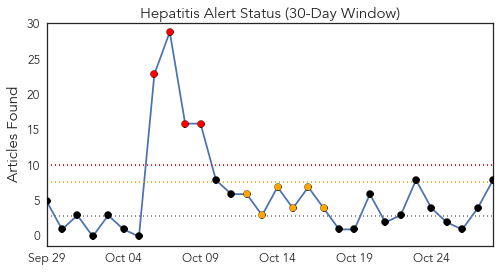 Hepatitis Alert Status (30-Day Window)
Articles Found
30
25
20
15
10
5
0
Sep 29 Oct 04 Oct 09 Oct 14 Oct 19 Oct 24